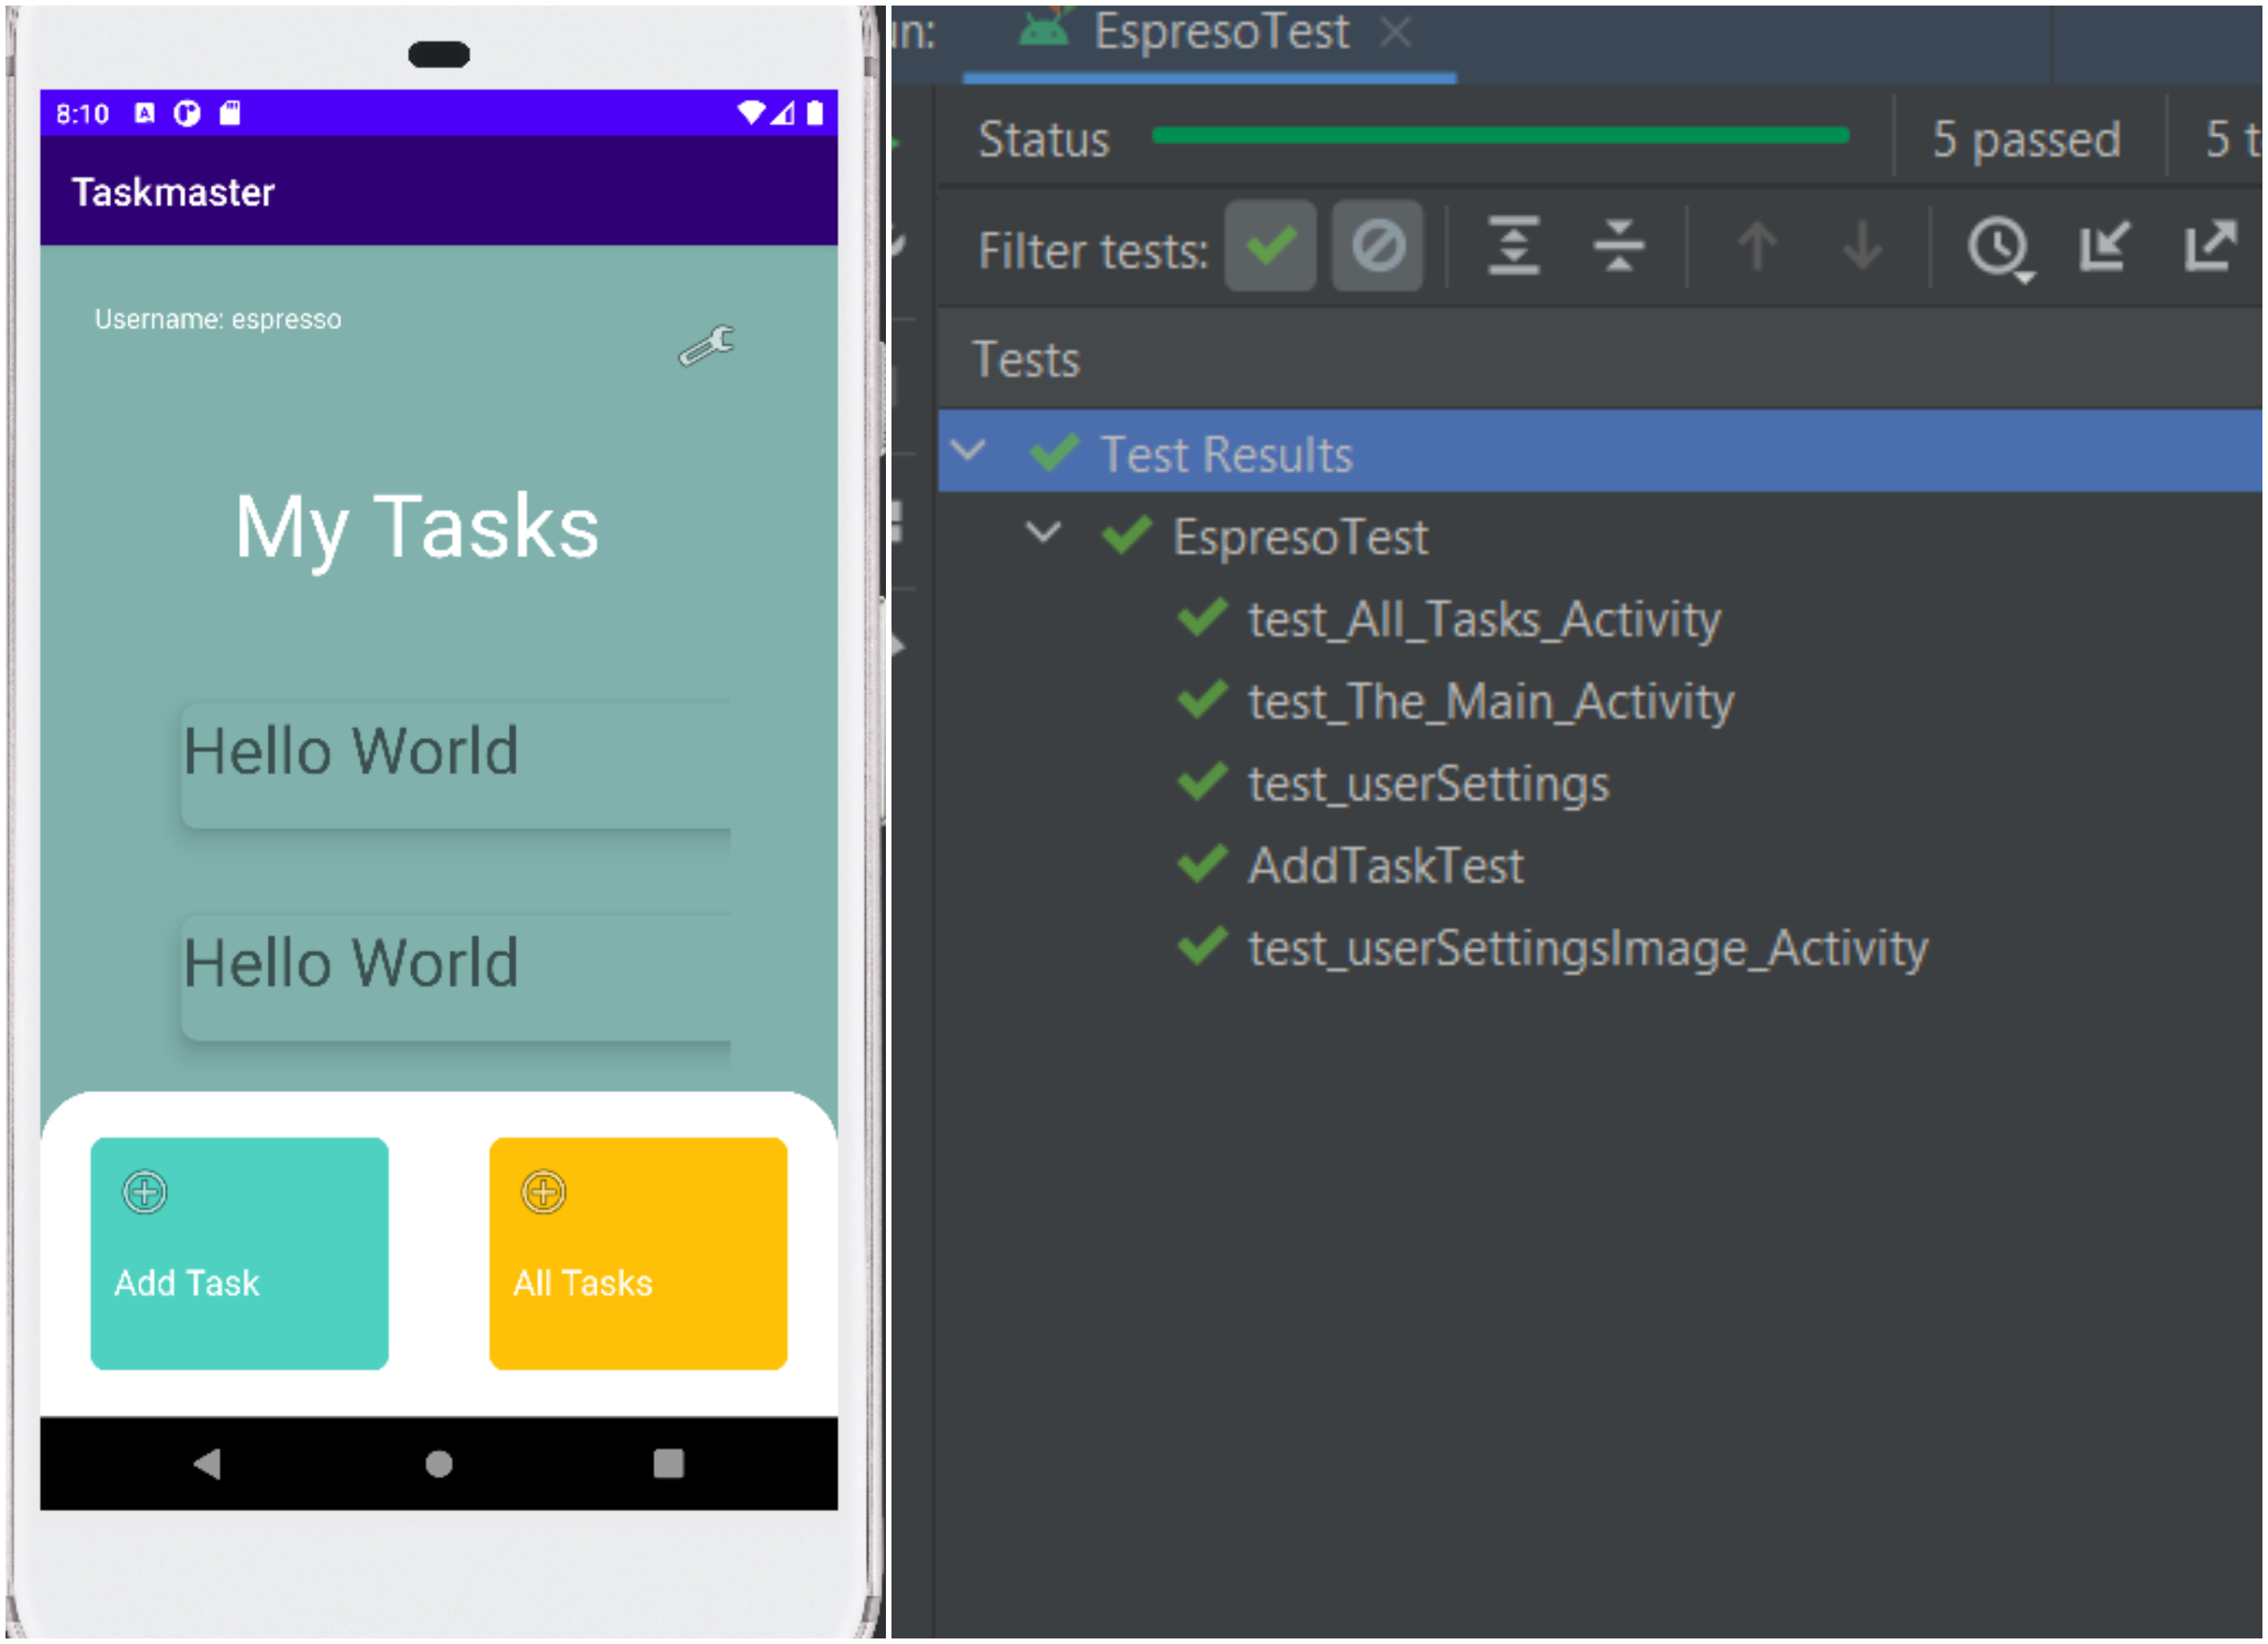 8:10
Taskmaster
Username: espresso
My Tasks
Hello World
Hello World
Add Task
All Tasks
EspresoTest
Status
5 passed
5
Filter tests:
Tests
Test Results
EspresoTest
test_All_Tasks_Activity
test_The_Main_Activity
test_userSettings
AddTaskTest
test_userSettingsImage_Activity